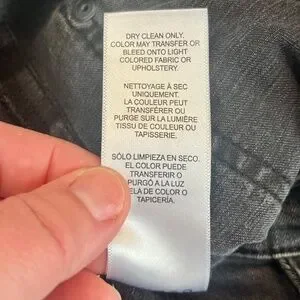 DRY CLEAN ONLY.
COLOR MAY TRANSFER OR
BLEED ONTO LIGHT
COLORED FABRIC OR
UPHOLSTERY.
NETTOYAGE À SEC
UNIQUEMENT.
LA COULEUR PEUT
TRANSFÉRER OU
PURGE SUR LA LUMIÈRE
TISSU DE COULEUR OU
TAPISSERIE.
SÓLO LIMPIEZA EN SECO.
EL COLOR PUEDE
TRANSFERIR O
PURGÓ A LA LUZ
ELA DE COLOR O
TAPICERÍA.